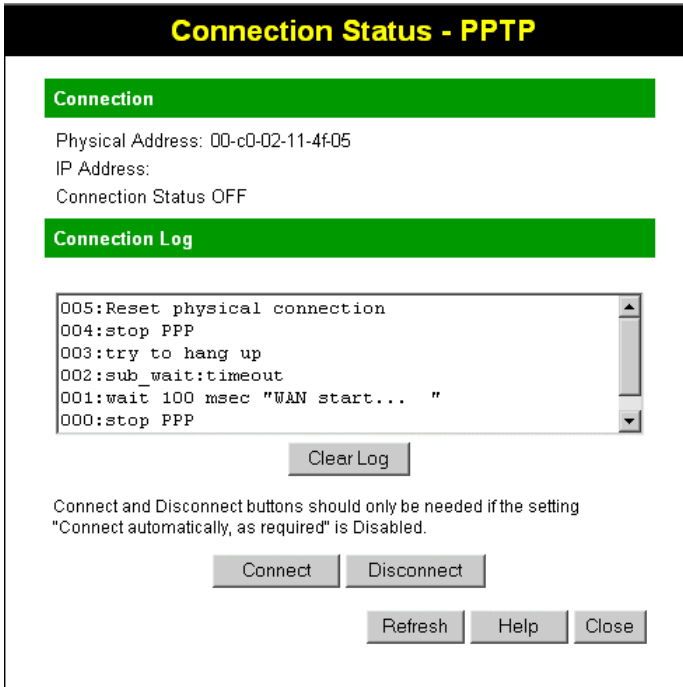 Connection Status - PPTP
Connection
Physical Address: 00-c0-02-11-4f-05
IP Address:
Connection Status OFF
Connection Log
005:Reset physical connection
004:stop PPP
003:try to hang up
002:sub_wait:timeout
001:wait 100 msec "WAN start...  "
000:stop PPP
Clear Log
Connect and Disconnect buttons should only be needed if the setting
"Connect automatically, as required" is Disabled.
Connect Disconnect
Refresh Help Close